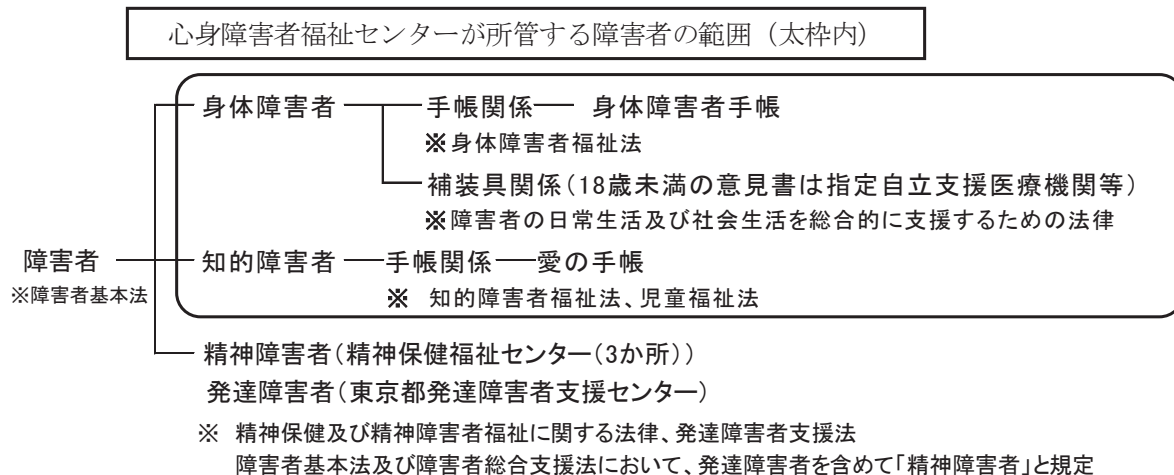 心身障害者福祉センターが所管する障害者の範囲（太枠内）
身体障害者 手帳関係 身体障害者手帳
※身体障害者福祉法
補装具関係（18歳未満の意見書は指定自立支援医療機関等）
※障害者の日常生活及び社会生活を総合的に支援するための法律
障害者 知的障害者 手帳関係 愛の手帳
※障害者基本法
※ 知的障害者福祉法、児童福祉法
精神障害者（精神保健福祉センター（3か所））
発達障害者（東京都発達障害者支援センター）
※ 精神保健及び精神障害者福祉に関する法律、発達障害者支援法
障害者基本法及び障害者総合支援法において、発達障害者を含めて「精神障害者」と規定